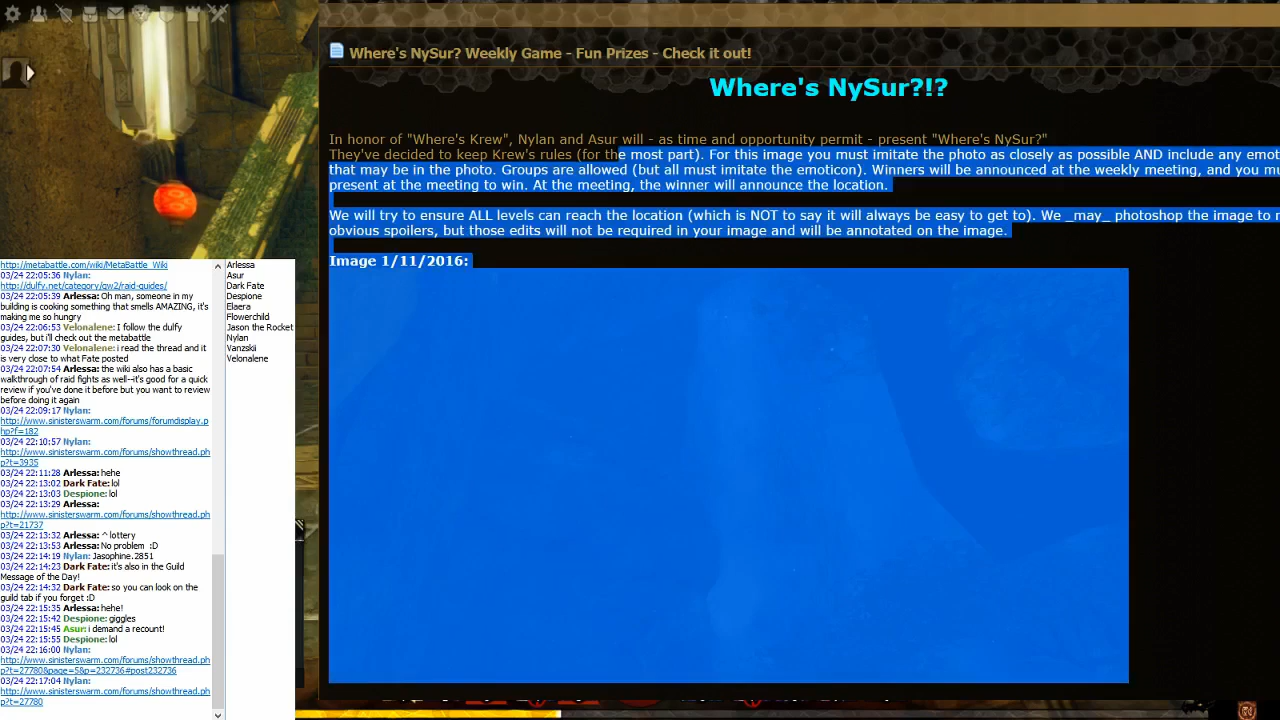 Where's NySur? Weekly Game - Fun Prizes - Check it out!
Where's NySur?!?
In honor of "Where's Krew", Nylan and Asur will - as time and opportunity permit - present "Where's NySur?"
They've decided to keep Krew's rules (for the most part). For this image you must imitate the photo as closely as possible AND include any emot
that may be in the photo. Groups are allowed (but all must imitate the emoticon). Winners will be announced at the weekly meeting, and you mu
present at the meeting to win. At the meeting, the winner will announce the location.
We will try to ensure ALL levels can reach the location (which is NOT to say it will always be easy to get to). We _may_ photoshop the image to
obvious spoilers, but those edits will not be required in your image and will be annotated on the image.
Image 1/11/2016:
http://metabattle.com/wiki/MetaBattle_Wiki
03/24 22:05:36 Nylan:
http://dulfy.net/category/gw2/raid-guides/
03/24 22:05:39 Arlessa: Oh man, someone in my
building is cooking something that smells AMAZING, it's
making me so hungry
03/24 22:06:53 Velonalene: I follow the dulfy
guides, but i'll check out the metabattle
03/24 22:07:30 Velonalene: i read the thread and it
is very close to what Fate posted
03/24 22:07:54 Arlessa: the wiki also has a basic
walkthrough of raid fights as well--it's good for a quick
review if you've done it before but you want to review
before doing it again
03/24 22:09:17 Nylan:
http://www.sinisterswarm.com/forums/forumdisplay.p
hp?f=182
03/24 22:10:57 Nylan:
http://www.sinisterswarm.com/forums/showthread.ph
p?t=3935
03/24 22:11:28 Arlessa: hehe
03/24 22:13:02 Dark Fate: lol
03/24 22:13:03 Despione: lol
03/24 22:13:29 Arlessa:
http://www.sinisterswarm.com/forums/showthread.ph
p?t=21737
03/24 22:13:32 Arlessa: ^ lottery
03/24 22:13:53 Arlessa: No problem :D
03/24 22:14:19 Nylan: Jasophine.2851
03/24 22:14:23 Dark Fate: it's also in the Guild
Message of the Day!
03/24 22:14:32 Dark Fate: so you can look on the
guild tab if you forget :D
03/24 22:15:35 Arlessa: hehe!
03/24 22:15:42 Despione: giggles
03/24 22:15:45 Asur: i demand a recount!
03/24 22:15:55 Despione: lol
03/24 22:16:00 Nylan:
http://www.sinisterswarm.com/forums/showthread.ph
p?t=27780&page=5&p=232736#post232736
03/24 22:17:04 Nylan:
http://www.sinisterswarm.com/forums/showthread.ph
p?t=27780
Arlessa
Asur
Dark Fate
Despione
Elaera
Flowerchild
Jason the Rocket
Nylan
Vanzskii
Velonalene